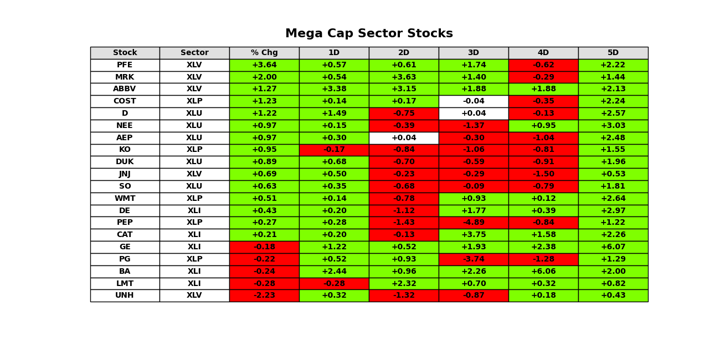 Mega Cap Sector Stocks
Stock Sector % Chg 1D 2D 3D 4D 5D
PFE XLV +3.64 +0.57 +0.61 +1.74 -0.62 +2.22
MRK XLV +2.00 +0.54 +3.63 +1.40 -0.29 +1.44
ABBV XLV +1.27 +3.38 +3.15 +1.88 +1.88 +2.13
COST XLP +1.23 +0.14 +0.17 -0.04 -0.35 +2.24
D XLU +1.22 +1.49 -0.75 +0.04 -0.13 +2.57
NEE XLU +0.97 +0.15 -0.39 -1.37 +0.95 +3.03
AEP XLU +0.97 +0.30 +0.04 -0.30 -1.04 +2.48
KO XLP +0.95 -0.17 -0.84 -1.06 -0.81 +1.55
DUK XLU +0.89 +0.68 -0.70 -0.59 -0.91 +1.96
JNJ XLV +0.69 +0.50 -0.23 -0.29 -1.50 +0.53
SO XLU +0.63 +0.35 -0.68 -0.09 -0.79 +1.81
WMT XLP +0.51 +0.14 -0.78 +0.93 +0.12 +2.64
DE XLI +0.43 +0.20 -1.12 +1.77 +0.39 +2.97
PEP XLP +0.27 +0.28 -1.43 -4.89 -0.84 +1.22
CAT XLI +0.21 +0.20 -0.13 +3.75 +1.58 +2.26
GE XLI -0.18 +1.22 +0.52 +1.93 +2.38 +6.07
PG XLP -0.22 +0.52 +0.93 -3.74 -1.28 +1.29
BA XLI -0.24 +2.44 +0.96 +2.26 +6.06 +2.00
LMT XLI -0.28 -0.28 +2.32 +0.70 +0.32 +0.82
UNH XLV -2.23 +0.32 -1.32 -0.87 +0.18 +0.43